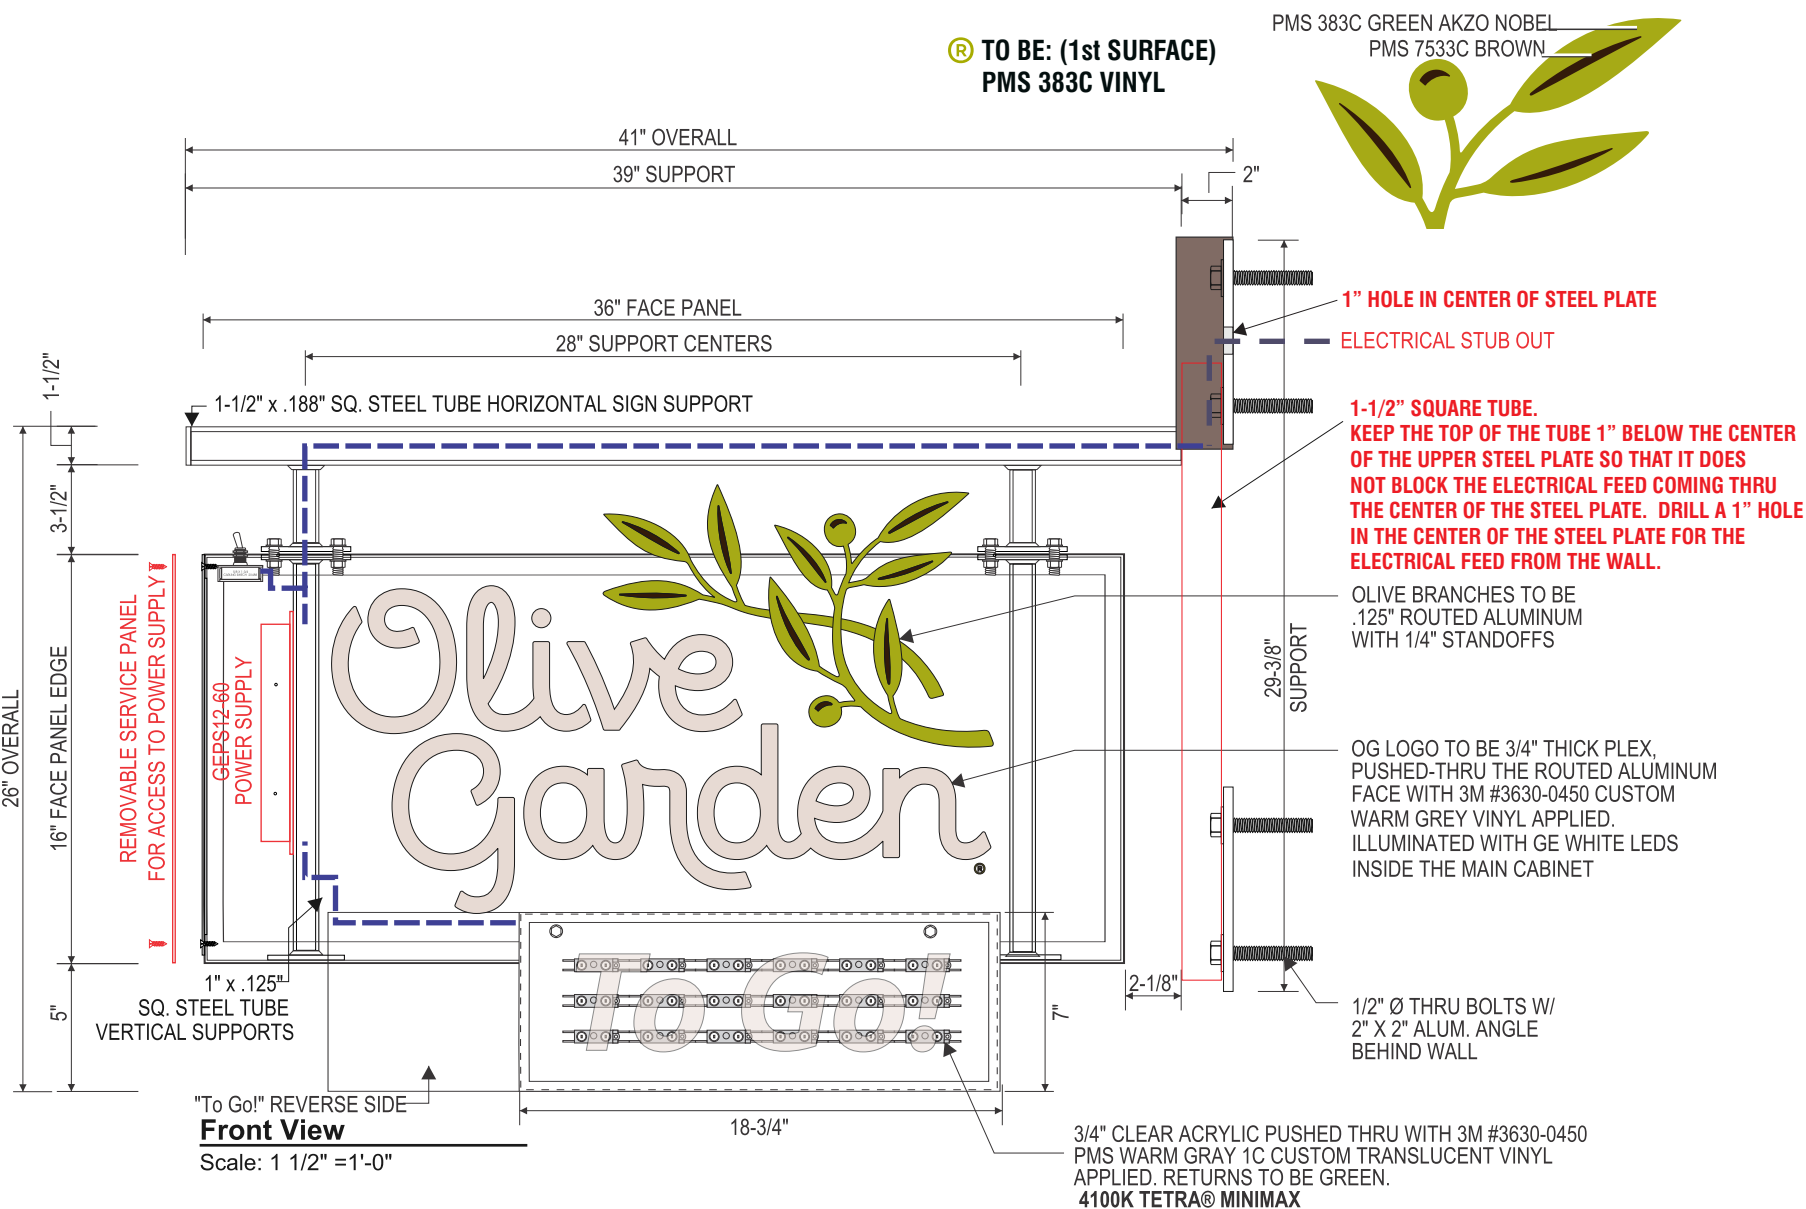 PMS 383C GREEN AKZO NOBEL
PMS 7533C BROWN
® TO BE: (1st SURFACE)
PMS 383C VINYL
41" OVERALL
39" SUPPORT
2"
36" FACE PANEL
28" SUPPORT CENTERS
1-1/2" x .188" SQ. STEEL TUBE HORIZONTAL SIGN SUPPORT
1” HOLE IN CENTER OF STEEL PLATE
ELECTRICAL STUB OUT
1-1/2” SQUARE TUBE.
KEEP THE TOP OF THE TUBE 1” BELOW THE CENTER
OF THE UPPER STEEL PLATE SO THAT IT DOES
NOT BLOCK THE ELECTRICAL FEED COMING THRU
THE CENTER OF THE STEEL PLATE. DRILL A 1” HOLE
IN THE CENTER OF THE STEEL PLATE FOR THE
ELECTRICAL FEED FROM THE WALL.
OLIVE BRANCHES TO BE
.125" ROUTED ALUMINUM
WITH 1/4" STANDOFFS
29-3/8"
SUPPORT
OG LOGO TO BE 3/4" THICK PLEX,
PUSHED-THRU THE ROUTED ALUMINUM
FACE WITH 3M #3630-0450 CUSTOM
WARM GREY VINYL APPLIED.
ILLUMINATED WITH GE WHITE LEDS
INSIDE THE MAIN CABINET
1-1/2"
3-1/2"
16" FACE PANEL EDGE
26" OVERALL
5"
REMOVABLE SERVICE PANEL
FOR ACCESS TO POWER SUPPLY
GEPS12-60
POWER SUPPLY
Olive
Garden
®
To Go!
1" x .125"
SQ. STEEL TUBE
VERTICAL SUPPORTS
2-1/8"
7"
1/2" Ø THRU BOLTS W/
2" X 2" ALUM. ANGLE
BEHIND WALL
"To Go!" REVERSE SIDE
Front View
Scale: 1 1/2" =1'-0"
18-3/4"
3/4" CLEAR ACRYLIC PUSHED THRU WITH 3M #3630-0450
PMS WARM GRAY 1C CUSTOM TRANSLUCENT VINYL
APPLIED. RETURNS TO BE GREEN.
4100K TETRA® MINIMAX